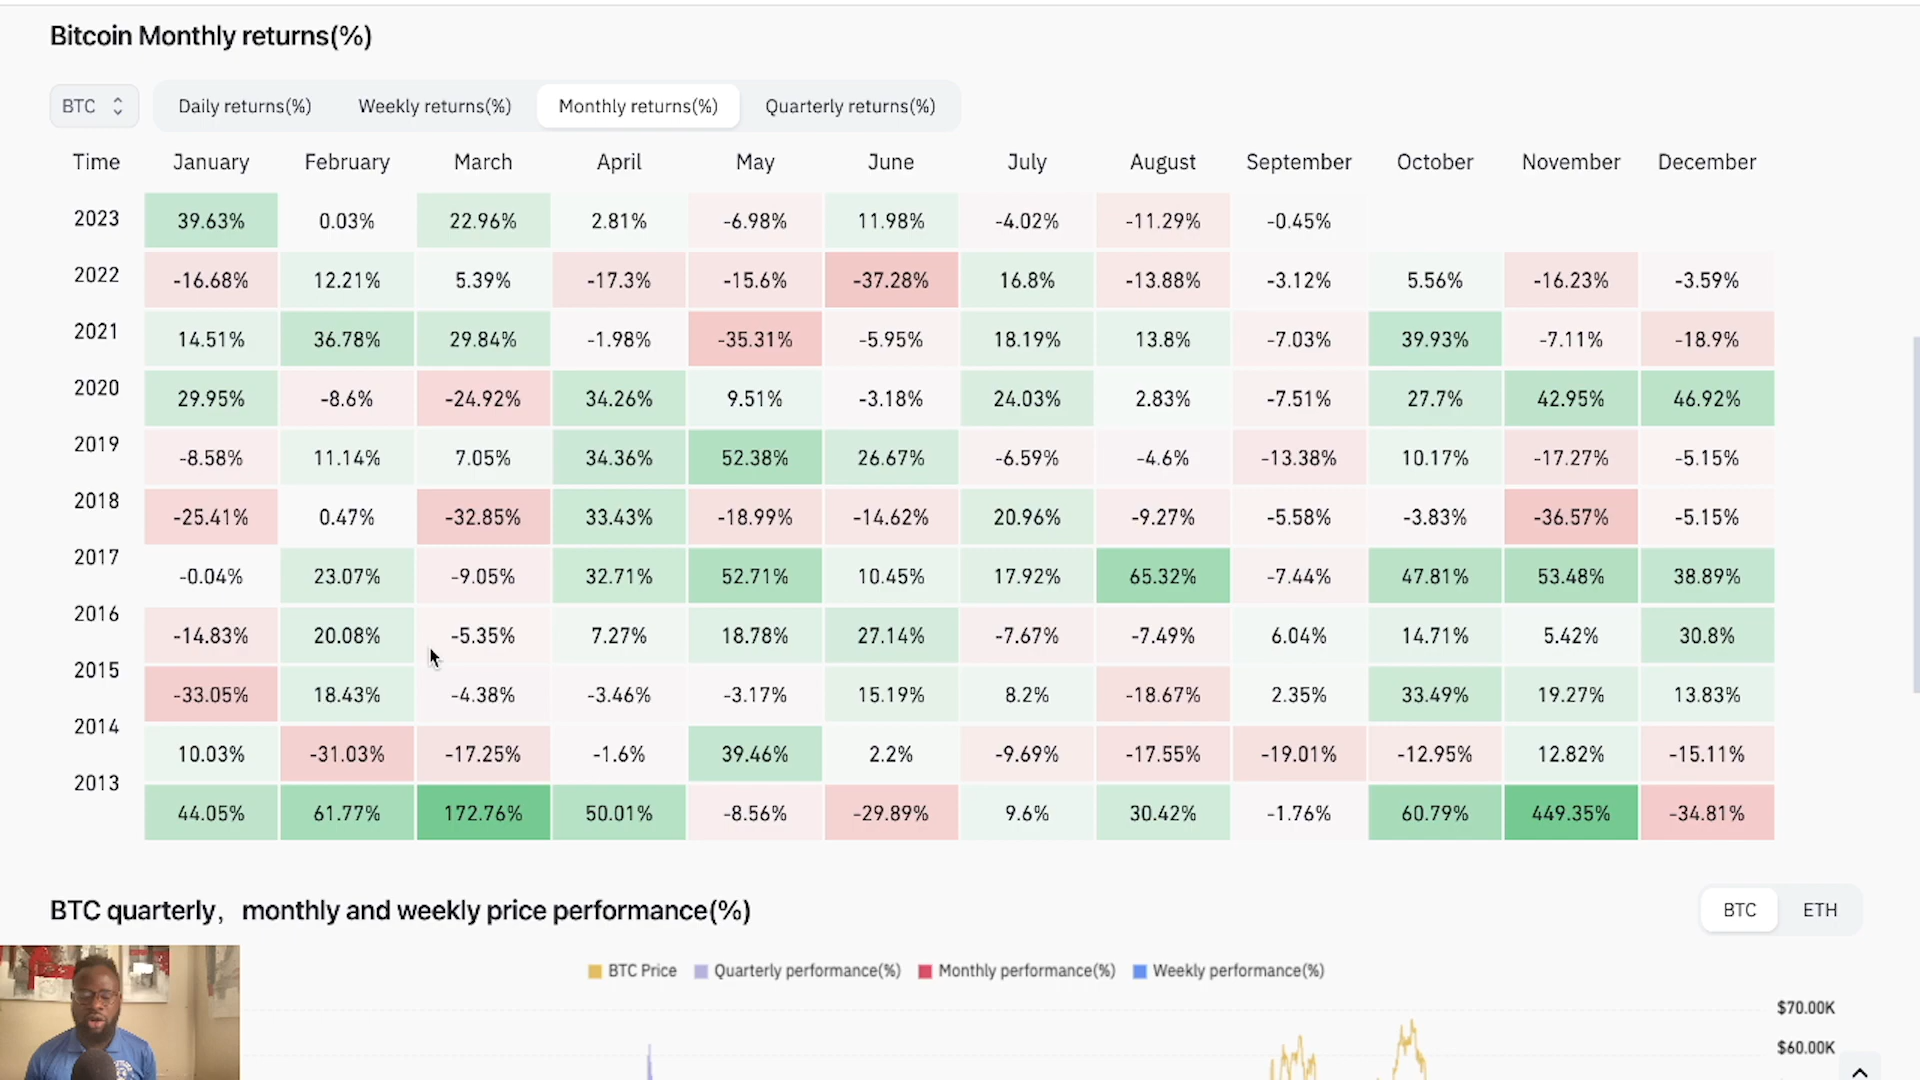 Bitcoin Monthly returns(%)
BTC Daily returns(%) Weekly returns(%) Monthly returns(%) Quarterly returns(%)
Time January February March April May June July August September October November December
2023 39.63% 0.03% 22.96% 2.81% -6.98% 11.98% -4.02% -11.29% -0.45%
2022 -16.68% 12.21% 5.39% -17.3% -15.6% -37.28% 16.8% -13.88% -3.12% 5.56% -16.23% -3.59%
2021 14.51% 36.78% 29.84% -1.98% -35.31% -5.95% 18.19% 13.8% -7.03% 39.93% -7.11% -18.9%
2020 29.95% -8.6% -24.92% 34.26% 9.51% -3.18% 24.03% 2.83% -7.51% 27.7% 42.95% 46.92%
2019 -8.58% 11.14% 7.05% 34.36% 52.38% 26.67% -6.59% -4.6% -13.38% 10.17% -17.27% -5.15%
2018 -25.41% 0.47% -32.85% 33.43% -18.99% -14.62% 20.96% -9.27% -5.58% -3.83% -36.57% -5.15%
2017 -0.04% 23.07% -9.05% 32.71% 52.71% 10.45% 17.92% 65.32% -7.44% 47.81% 53.48% 38.89%
2016 -14.83% 20.08% -5.35% 7.27% 18.78% 27.14% -7.67% -7.49% 6.04% 14.71% 5.42% 30.8%
2015 -33.05% 18.43% -4.38% -3.46% -3.17% 15.19% 8.2% -18.67% 2.35% 33.49% 19.27% 13.83%
2014 10.03% -31.03% -17.25% -1.6% 39.46% 2.2% -9.69% -17.55% -19.01% -12.95% 12.82% -15.11%
2013 44.05% 61.77% 172.76% 50.01% -8.56% -29.89% 9.6% 30.42% -1.76% 60.79% 449.35% -34.81%
BTC quarterly，monthly and weekly price performance(%)
BTC ETH
BTC Price Quarterly performance(%) Monthly performance(%) Weekly performance(%)
$70.00K
$60.00K